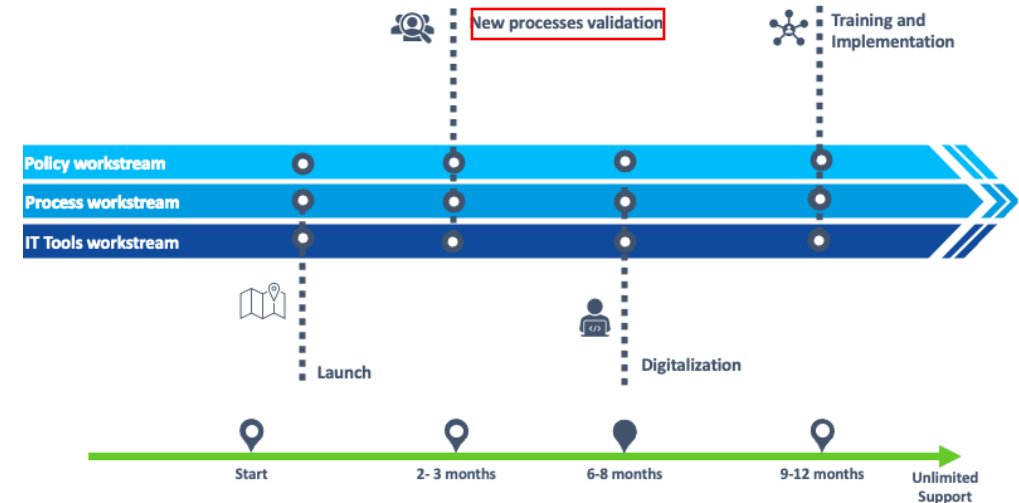 New processes validation
Training and
Implementation
Policy workstream
Process workstream
IT Tools workstream
Launch
Digitalization
Start
2- 3 months
6-8 months
9-12 months
Unlimited
Support